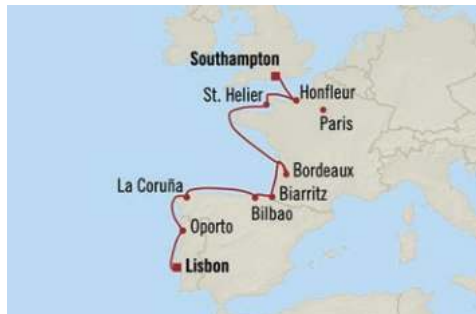 Southampton
St. Helier
Honfleur
Paris
Bordeaux
La Coruña
Bilbao
Biarritz
Oporto
Lisbon